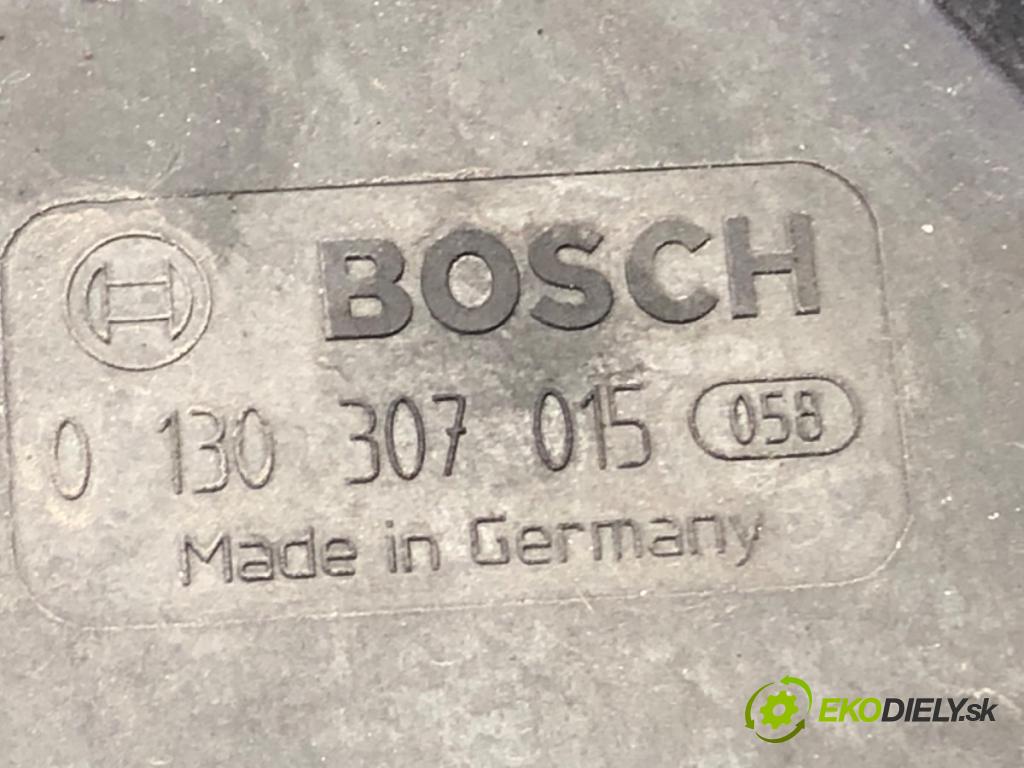 BOSCH
0 130 307 015 058
Made in Germany
EKODIELY.sk